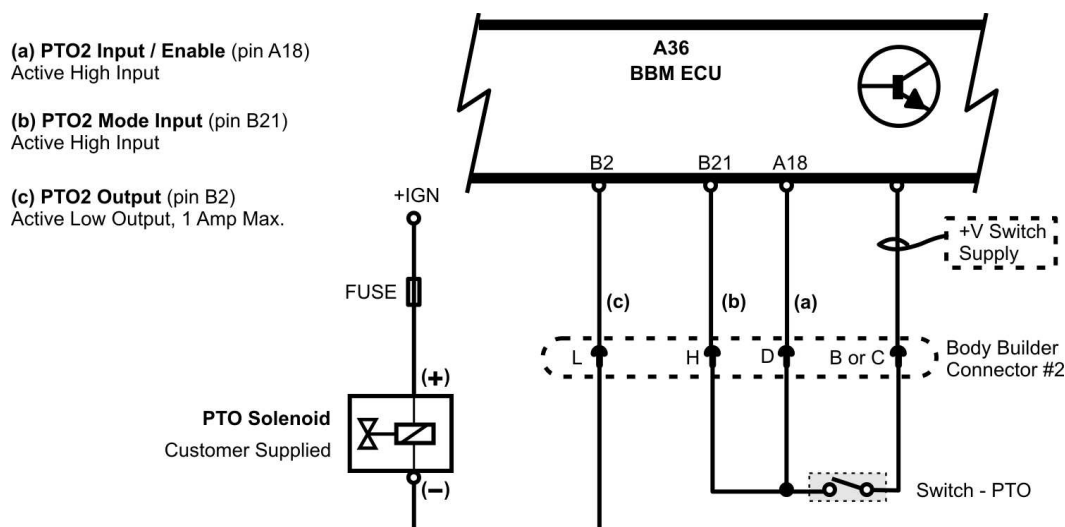 (a) PTO2 Input / Enable (pin A18)
Active High Input
(b) PTO2 Mode Input (pin B21)
Active High Input
(c) PTO2 Output (pin B2)
Active Low Output, 1 Amp Max.
A36
BBM ECU
B2
B21
A18
+IGN
+V Switch
Supply
FUSE
(c)
(b)
(a)
L
H
D
B or C
Body Builder
Connector #2
(+)
PTO Solenoid
Customer Supplied
(−)
Switch - PTO